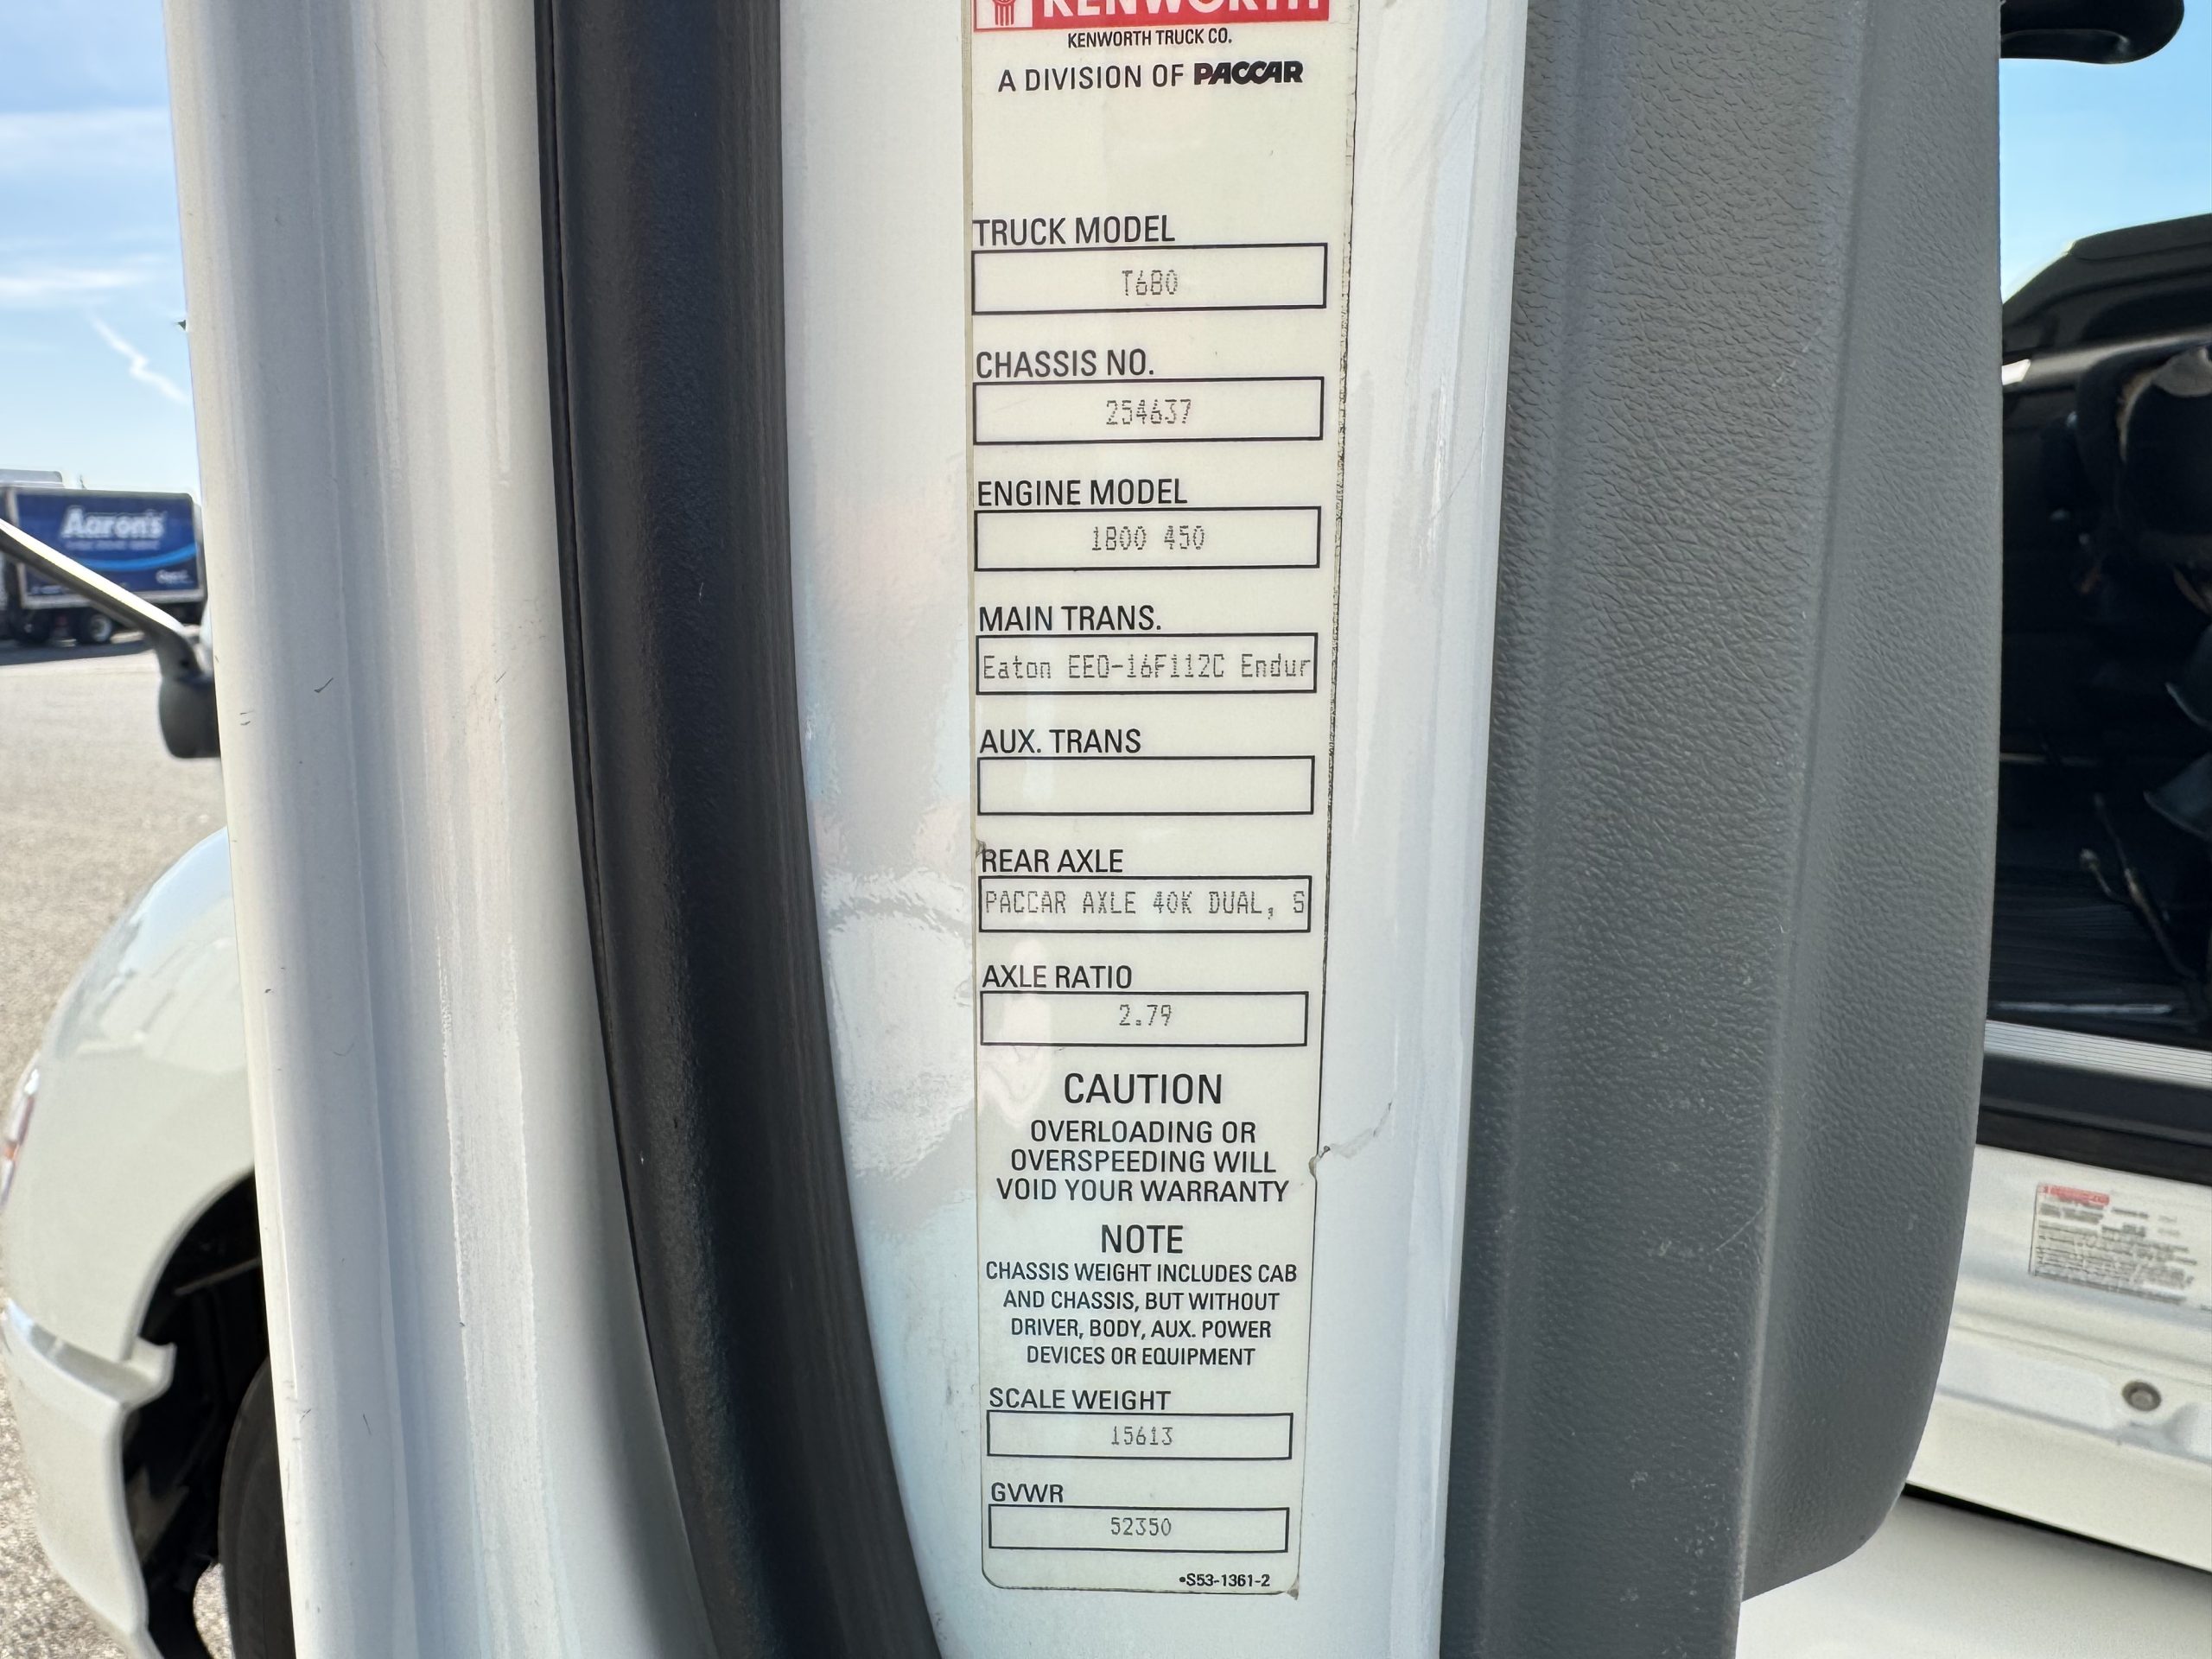 KENWORTH
KENWORTH TRUCK CO.
A DIVISION OF PACCAR
TRUCK MODEL
T680
CHASSIS NO.
254637
ENGINE MODEL
1800 450
MAIN TRANS.
Eaton EEO-16F112C Endur
AUX. TRANS
REAR AXLE
PACCAR AXLE 40K DUAL, S
AXLE RATIO
2.79
CAUTION
OVERLOADING OR
OVERSPEEDING WILL
VOID YOUR WARRANTY
NOTE
CHASSIS WEIGHT INCLUDES CAB
AND CHASSIS, BUT WITHOUT
DRIVER, BODY, AUX. POWER
DEVICES OR EQUIPMENT
SCALE WEIGHT
15613
GVWR
52350
•S53-1361-2
Aaron's